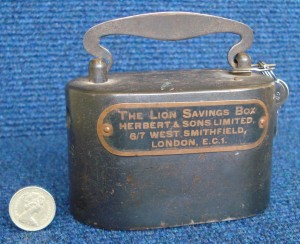 THE LION SAVINGS BOX
HERBERT & SONS LIMITED.
6/7 WEST SMITHFIELD,
LONDON, E.C.1.